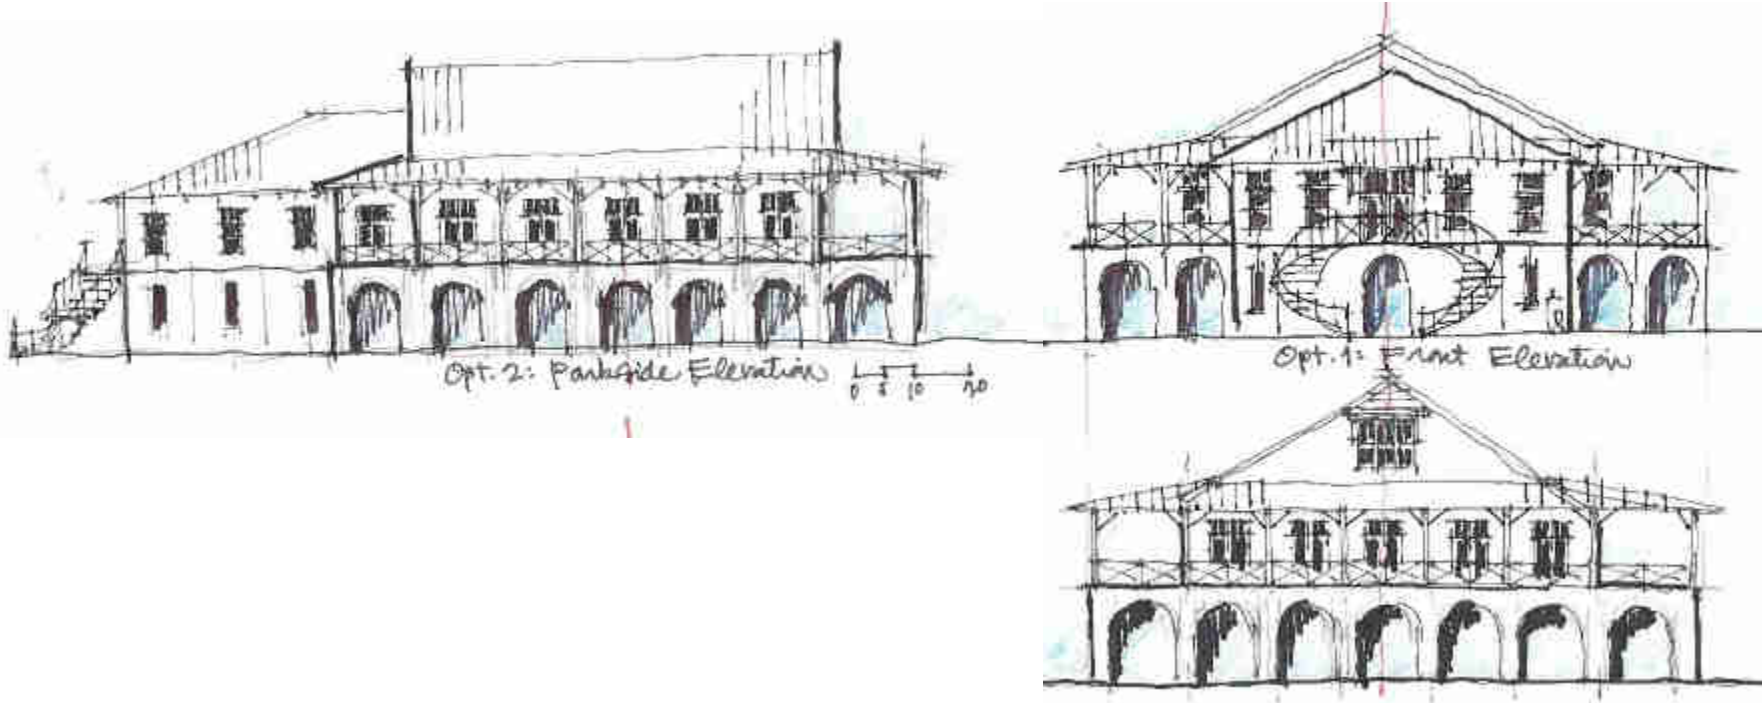 Opt. 2: Parkside Elevation
0 5 10 20
Opt. 1: Front Elevation